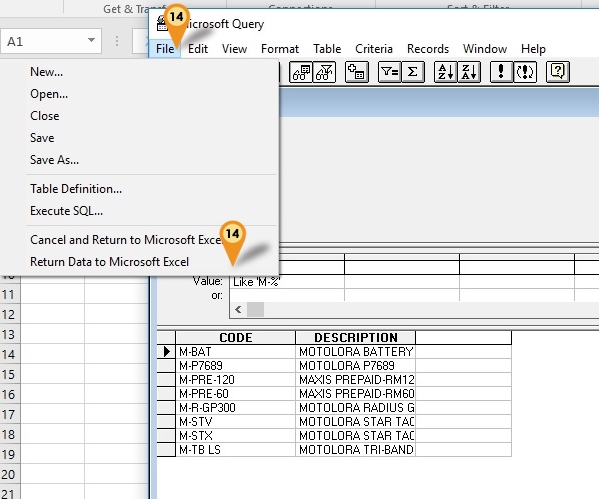 Get & Transf
Connections
Sort & Filter
14
Microsoft Query
A1
File Edit View Format Table Criteria Records Window Help
New...
Open...
Close
Save
Save As...
Table Definition...
Execute SQL...
Cancel and Return to Microsoft Exce
14
Return Data to Microsoft Excel
Value: Like 'M-%'
or:
11
12
13
14
15
16
17
18
19
20
21
CODE DESCRIPTION
M-BAT MOTOLORA BATTERY
M-P7689 MOTOLORA P7689
M-PRE-120 MAXIS PREPAID-RM12
M-PRE-60 MAXIS PREPAID-RM60
M-R-GP300 MOTOLORA RADIUS G
M-STV MOTOLORA STAR TAC
M-STX MOTOLORA STAR TAC
M-TB LS MOTOLORA TRI-BAND